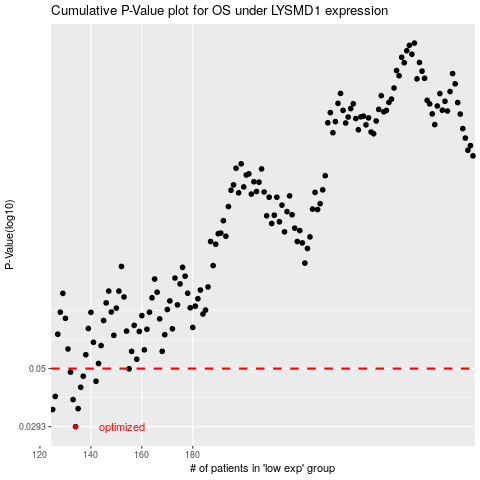 Cumulative P-Value plot for OS under LYSMD1 expression
P-Value(log10)
0.05
0.0293
optimized
120 140 160 180
# of patients in 'low exp' group